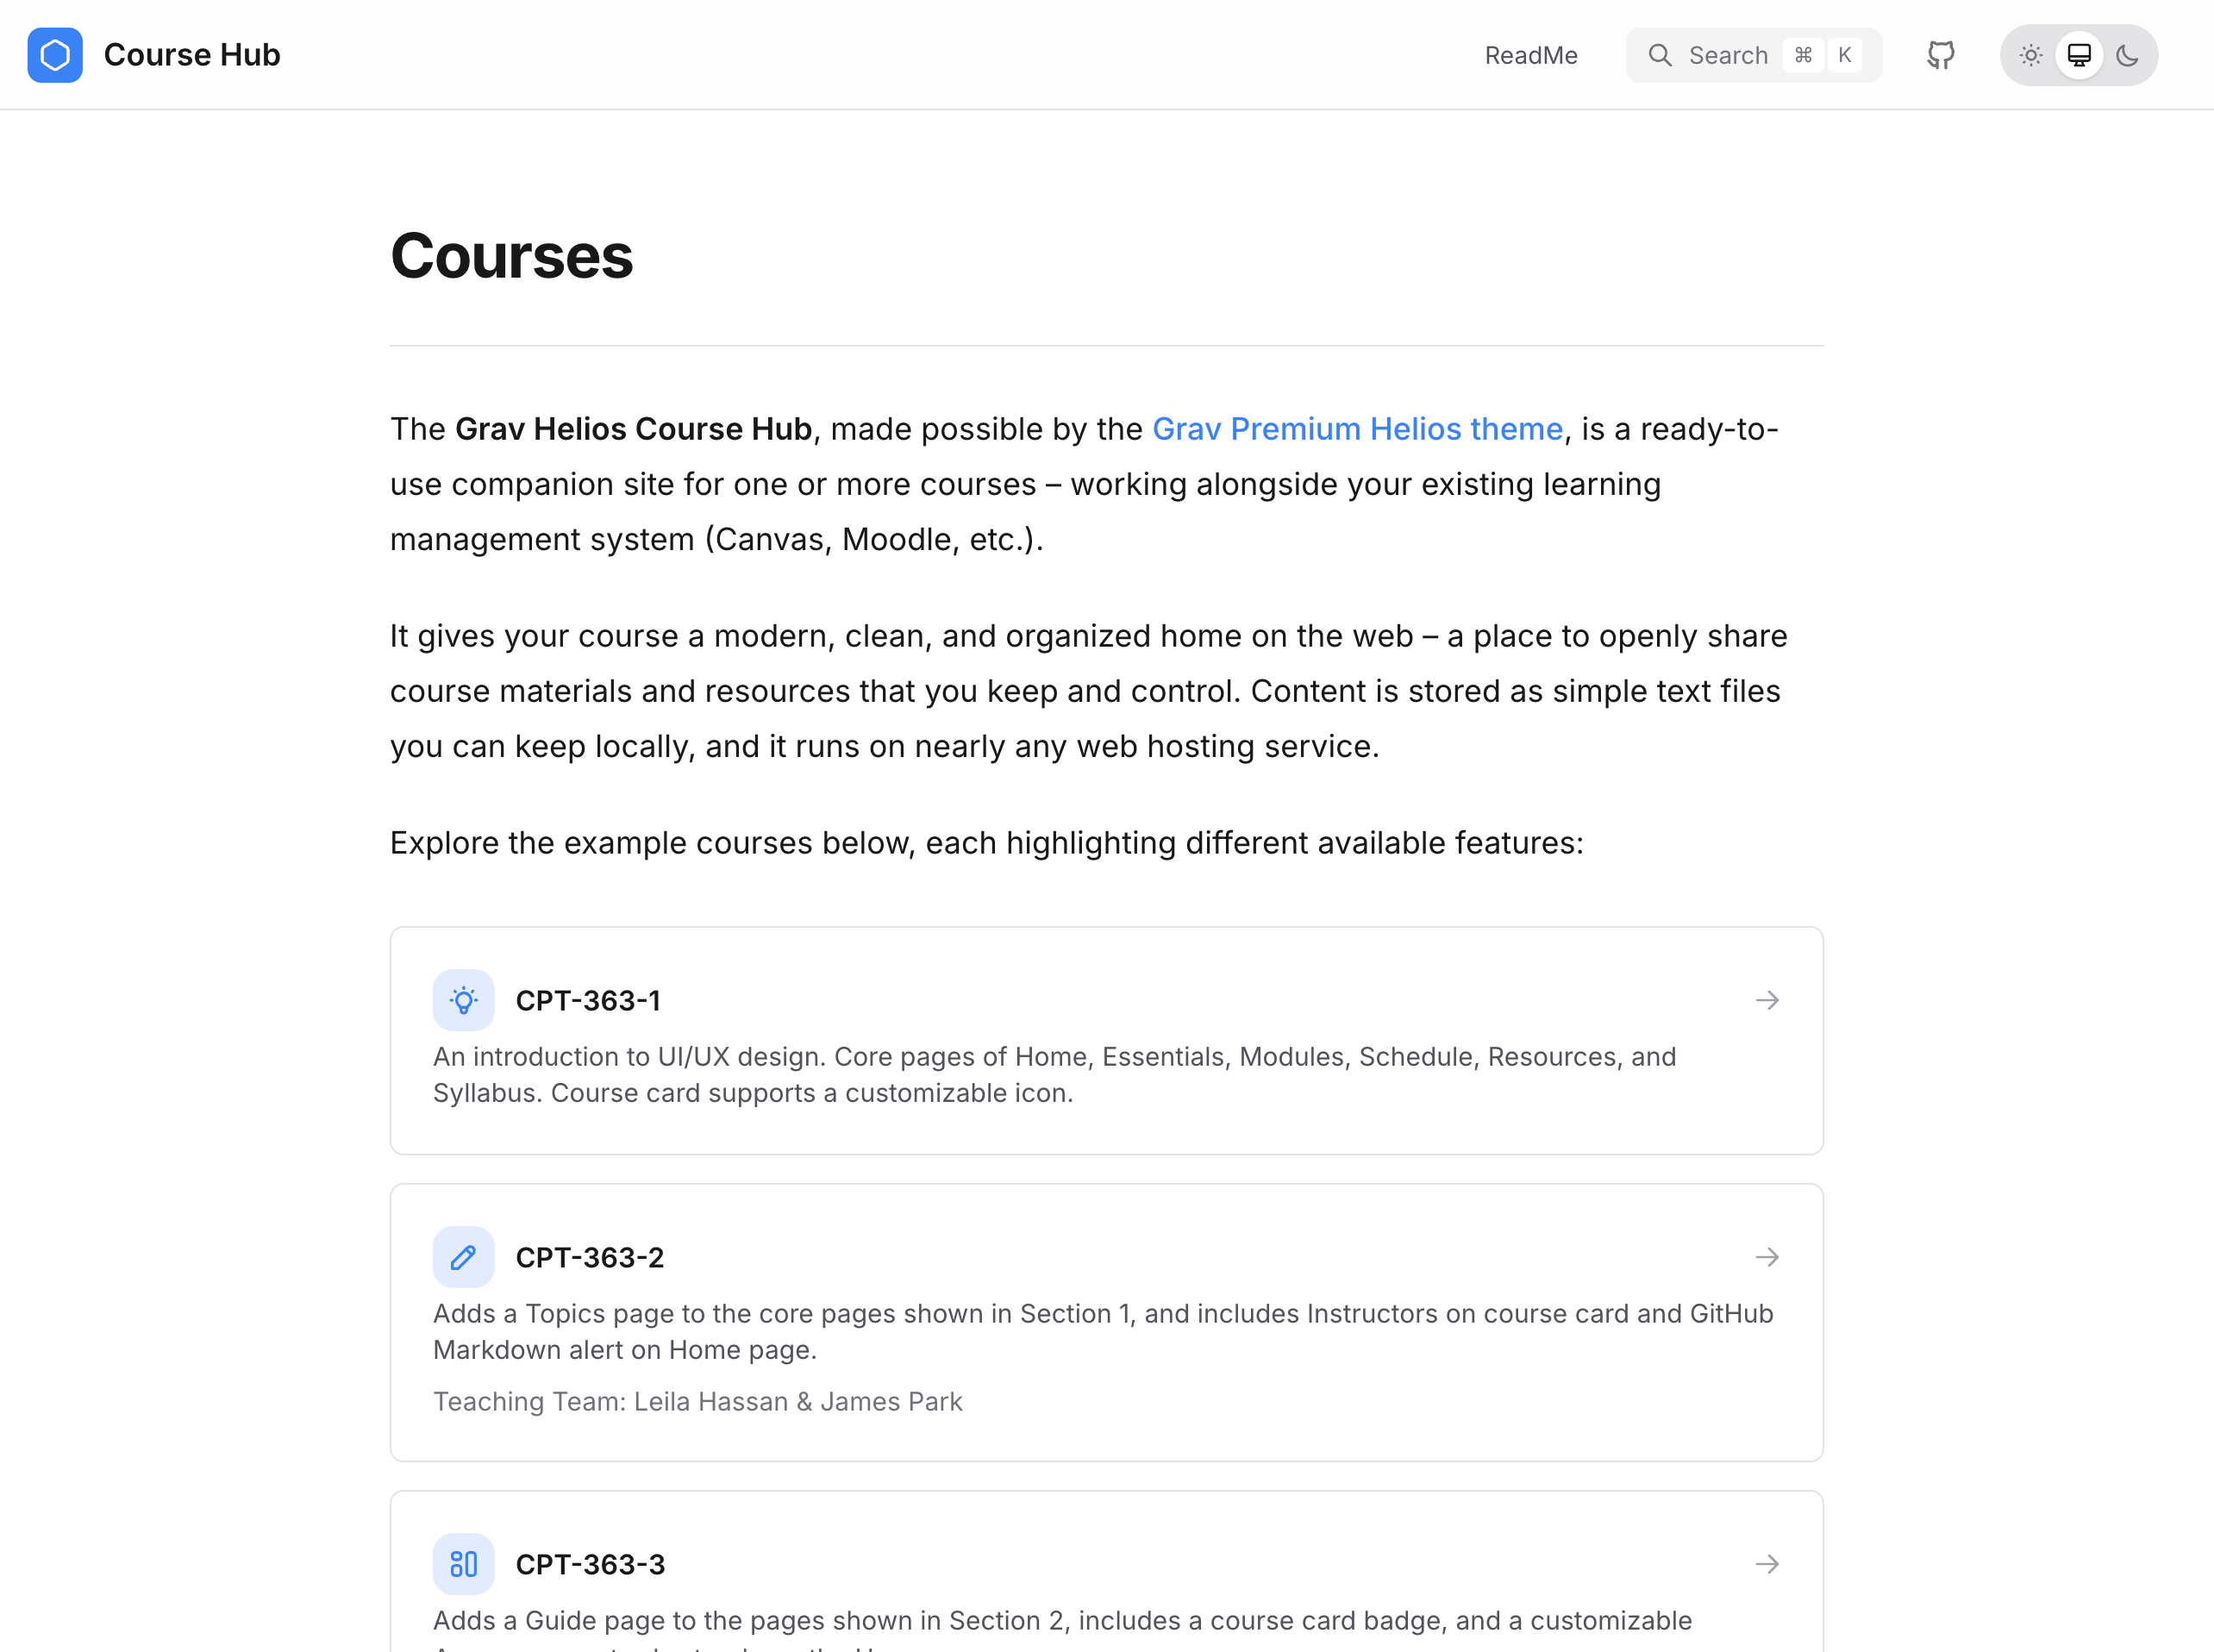 Course Hub
ReadMe
Search ⌘ K
Courses
The Grav Helios Course Hub, made possible by the Grav Premium Helios theme, is a ready-to-
use companion site for one or more courses – working alongside your existing learning
management system (Canvas, Moodle, etc.).
It gives your course a modern, clean, and organized home on the web – a place to openly share
course materials and resources that you keep and control. Content is stored as simple text files
you can keep locally, and it runs on nearly any web hosting service.
Explore the example courses below, each highlighting different available features:
CPT-363-1
An introduction to UI/UX design. Core pages of Home, Essentials, Modules, Schedule, Resources, and
Syllabus. Course card supports a customizable icon.
CPT-363-2
Adds a Topics page to the core pages shown in Section 1, and includes Instructors on course card and GitHub
Markdown alert on Home page.
Teaching Team: Leila Hassan & James Park
CPT-363-3
Adds a Guide page to the pages shown in Section 2, includes a course card badge, and a customizable